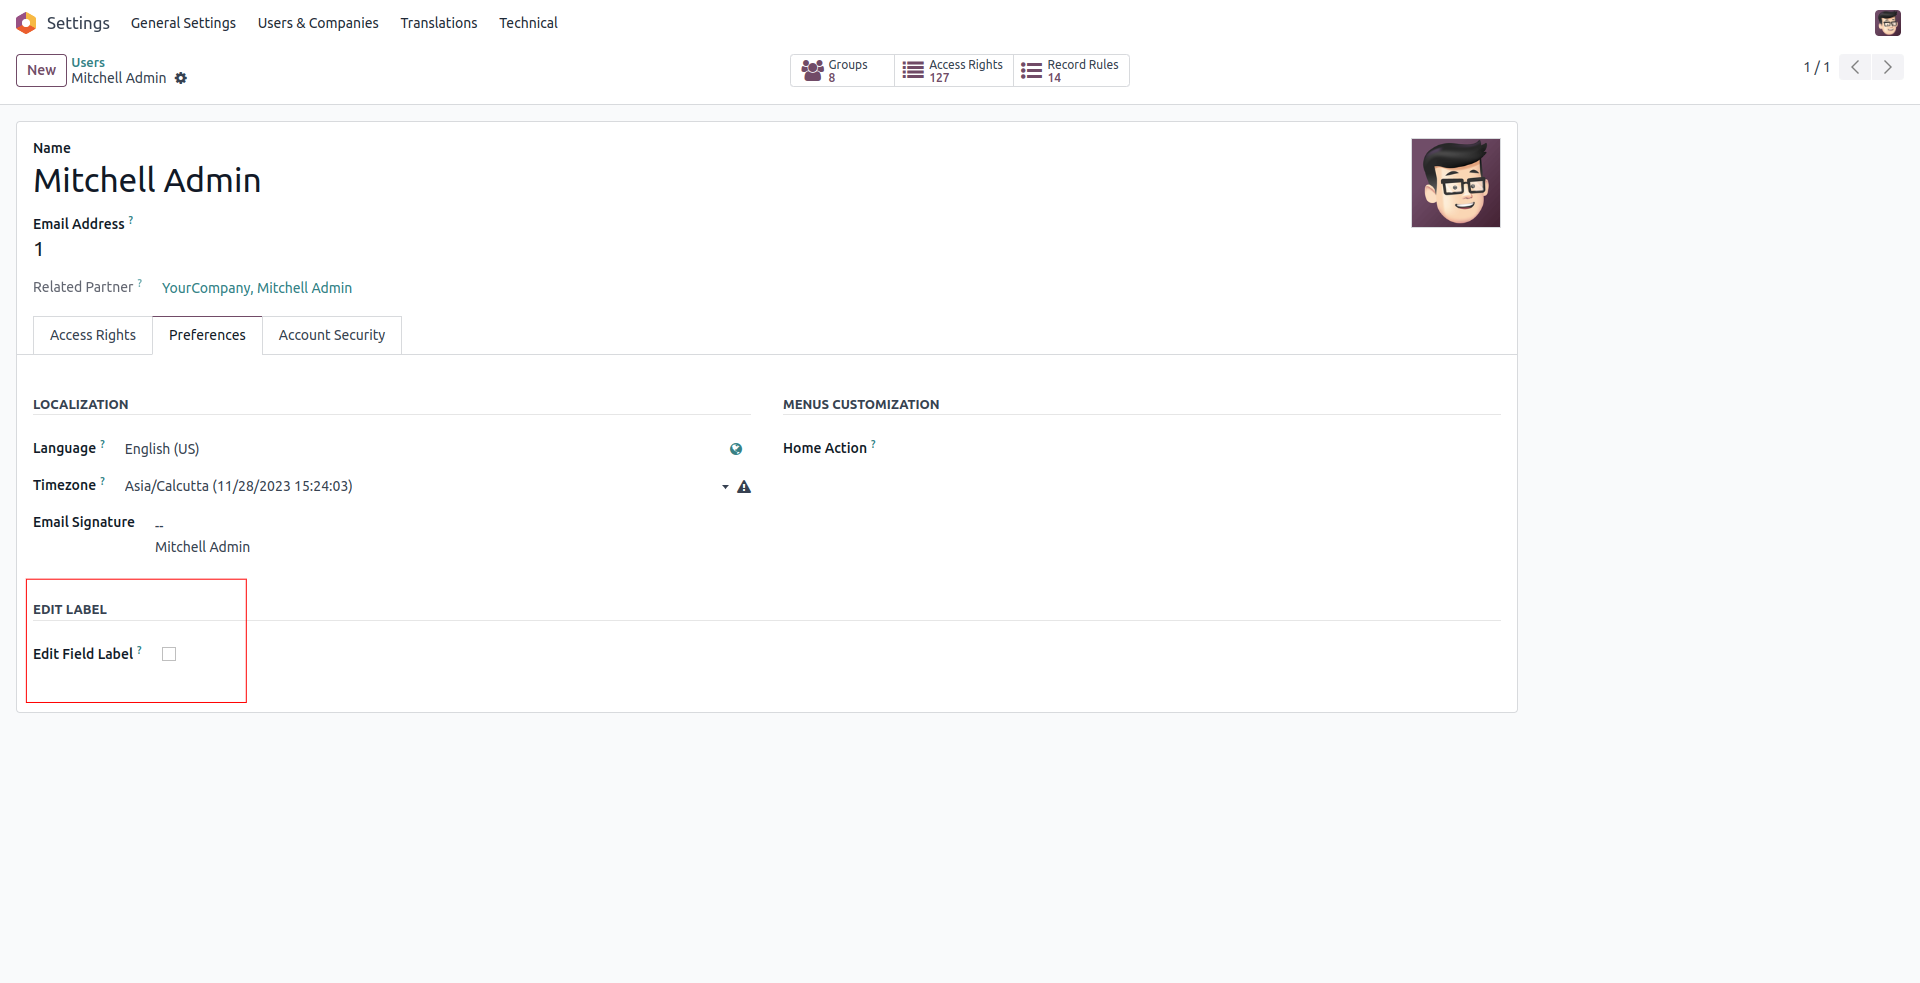 Settings General Settings Users & Companies Translations Technical
New Users
Mitchell Admin
Groups 8
Access Rights 127
Record Rules 14
1 / 1
Name
Mitchell Admin
Email Address ?
1
Related Partner ? YourCompany, Mitchell Admin
Access Rights Preferences Account Security
LOCALIZATION
Language ? English (US)
Timezone ? Asia/Calcutta (11/28/2023 15:24:03)
Email Signature --
Mitchell Admin
MENUS CUSTOMIZATION
Home Action ?
EDIT LABEL
Edit Field Label ?